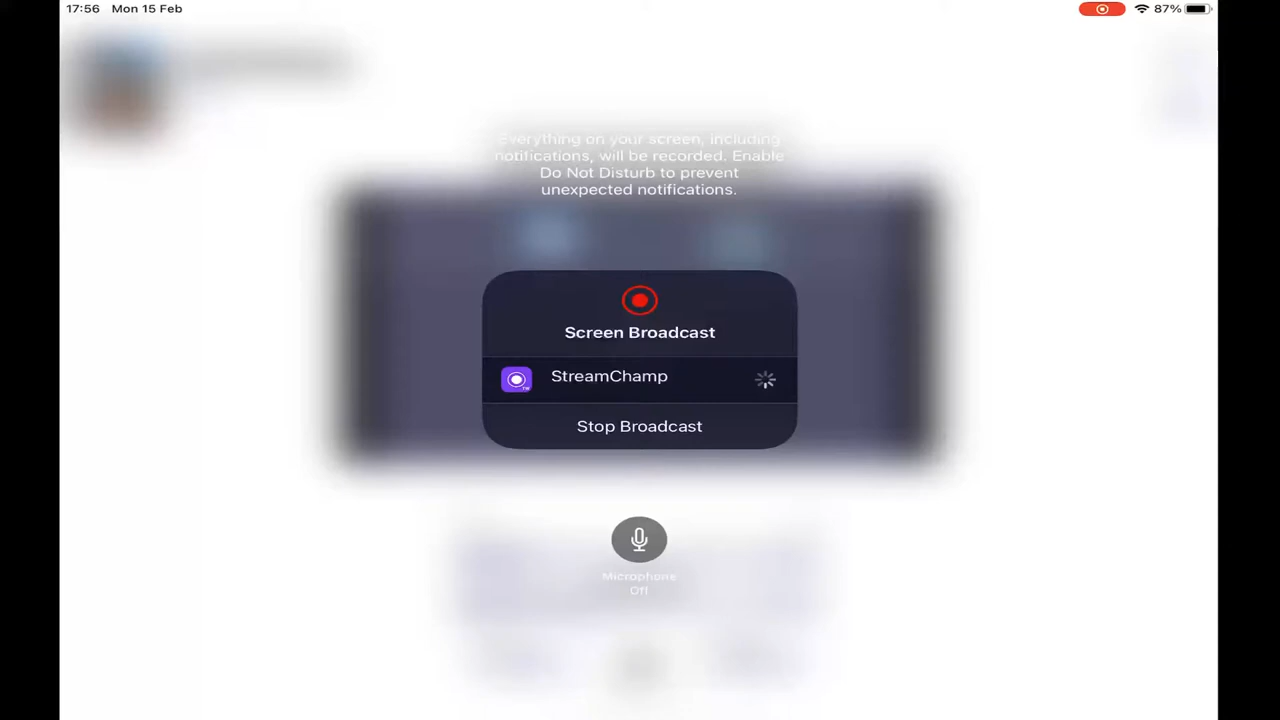 17:56 Mon 15 Feb
87%
Everything on your screen, including
notifications, will be recorded. Enable
Do Not Disturb to prevent
unexpected notifications.
Screen Broadcast
StreamChamp
Stop Broadcast
Microphone
Off